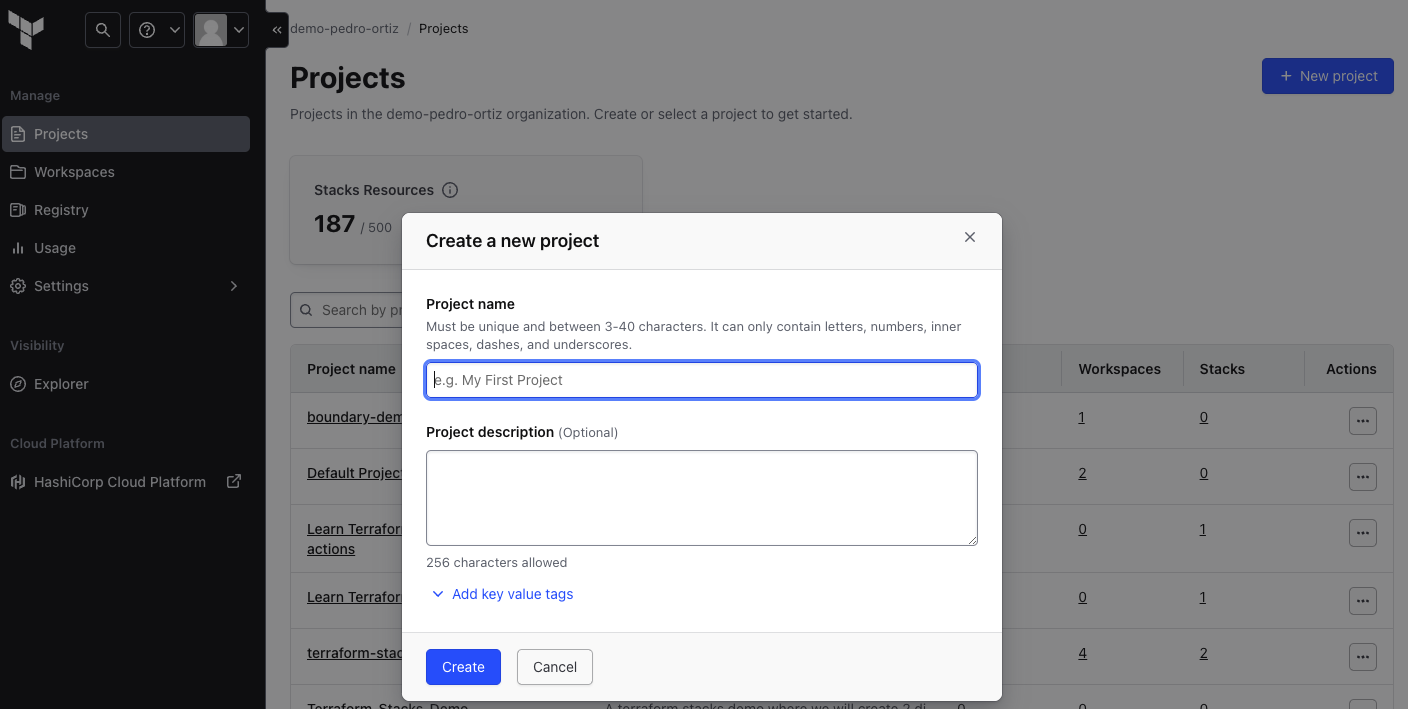 demo-pedro-ortiz / Projects
Manage
Projects
Workspaces
Registry
Usage
Settings
Visibility
Explorer
Cloud Platform
HashiCorp Cloud Platform
Projects
+ New project
Projects in the demo-pedro-ortiz organization. Create or select a project to get started.
Stacks Resources
187 / 500
Search by pr
Project name Workspaces Stacks Actions
boundary-dem 1 0
Default Project 2 0
Learn Terrafor
actions 0 1
Learn Terrafor 0 1
terraform-stac 4 2
Terraform Stacks Demo A terraform stacks demo where we will create 2 di 0 0
Create a new project
Project name
Must be unique and between 3-40 characters. It can only contain letters, numbers, inner
spaces, dashes, and underscores.
e.g. My First Project
Project description (Optional)
256 characters allowed
Add key value tags
Create Cancel